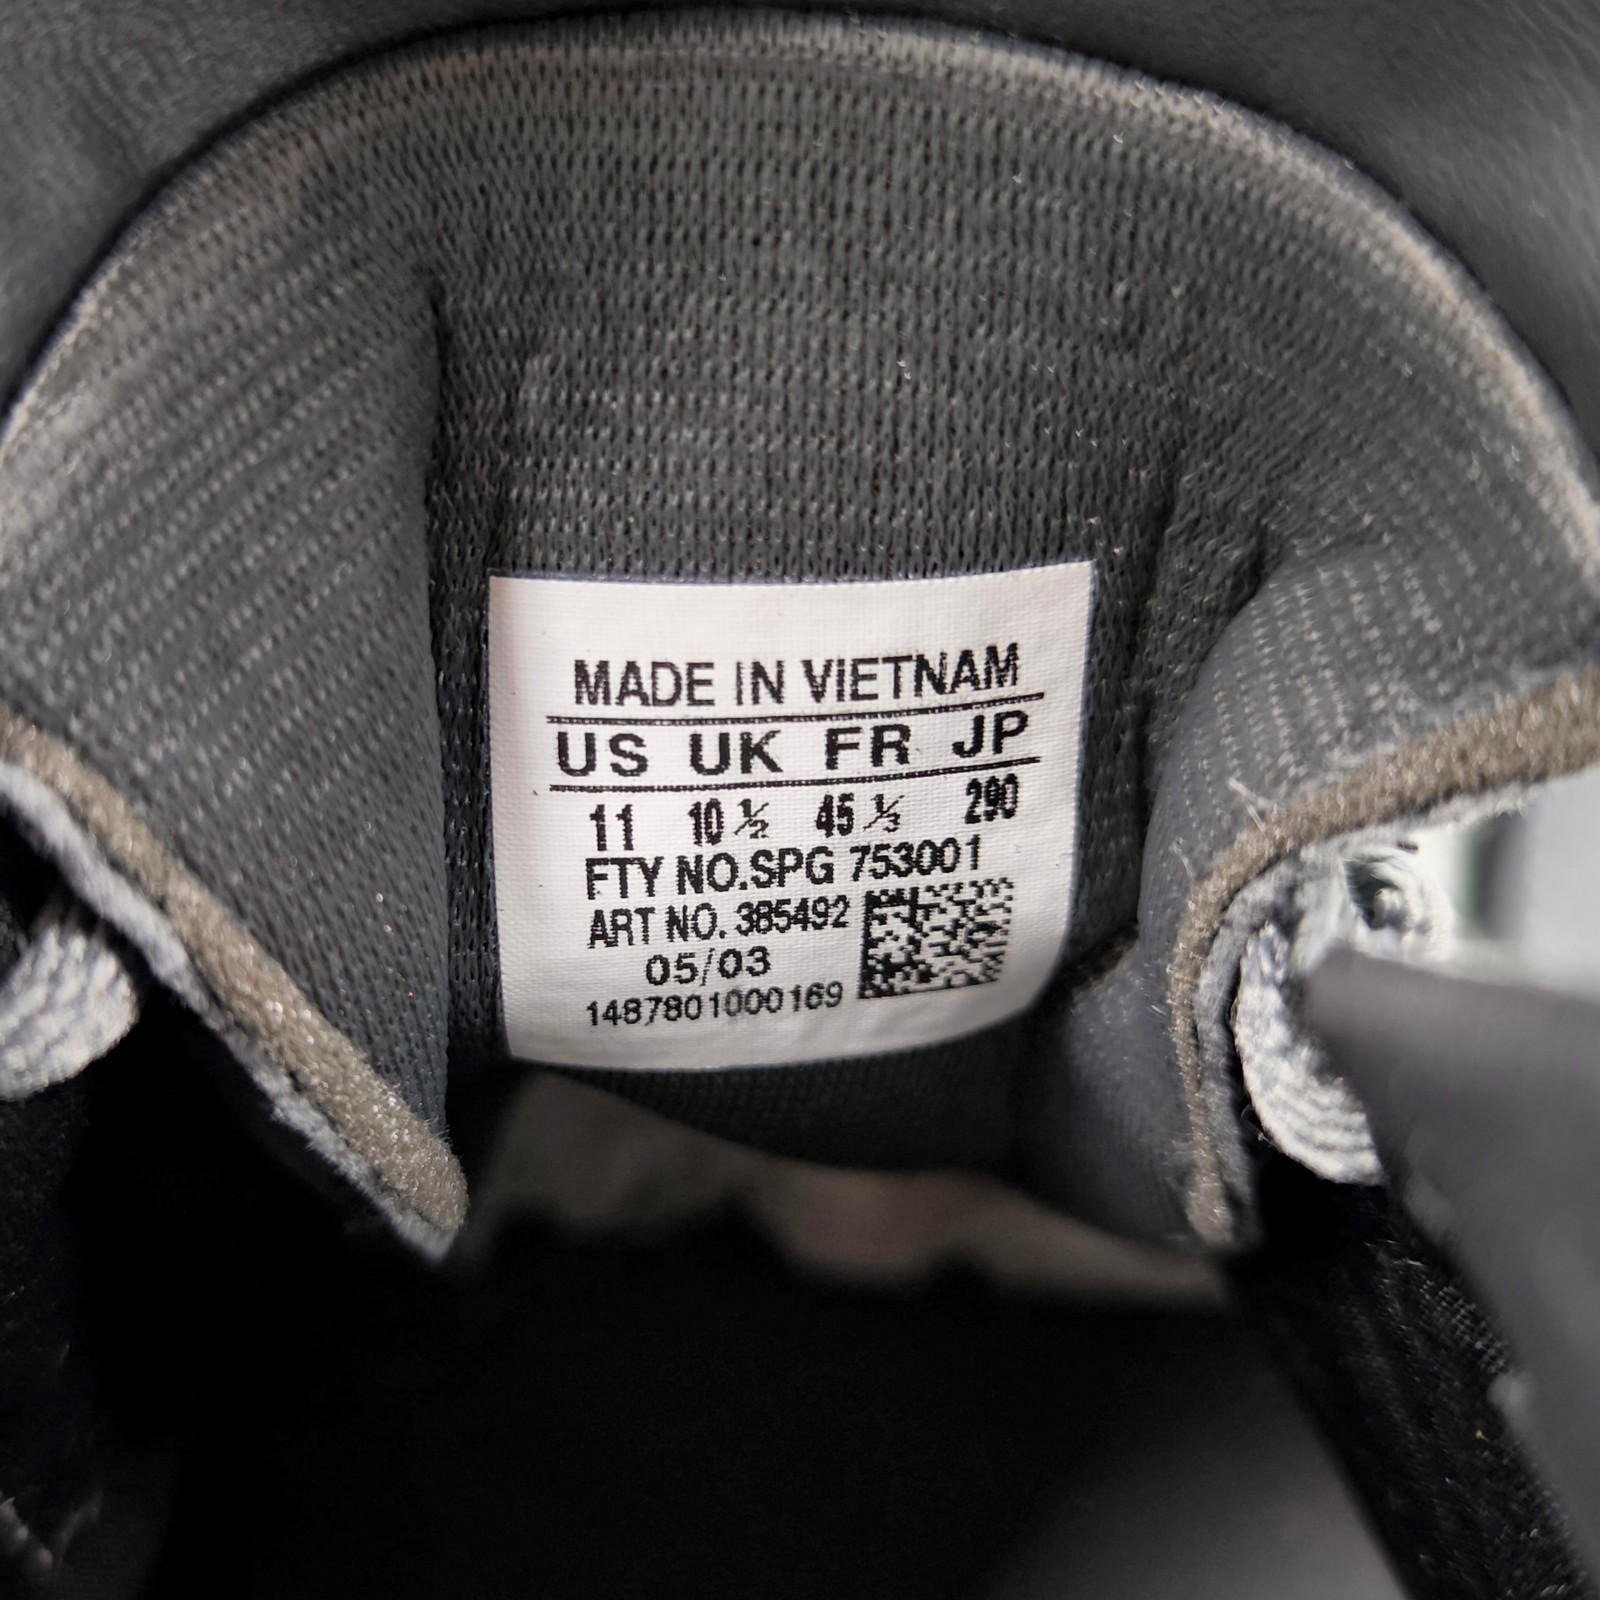 MADE IN VIETNAM
US UK FR JP
11 10 ½ 45 ⅓ 290
FTY NO.SPG 753001
ART NO. 385492
05/03
1487801000169